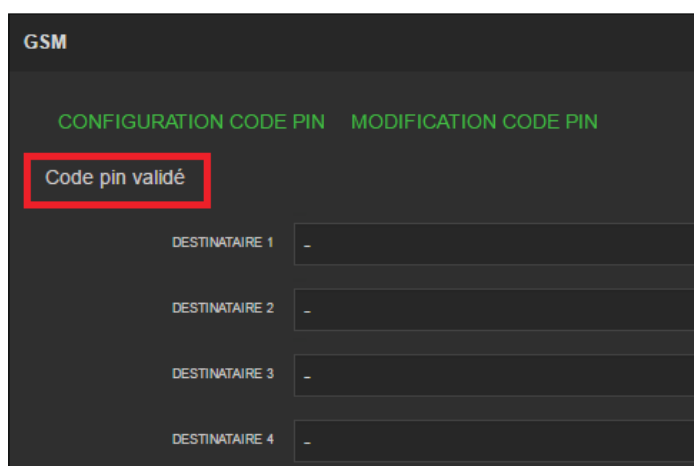 GSM
CONFIGURATION CODE PIN MODIFICATION CODE PIN
Code pin validé
DESTINATAIRE 1 -
DESTINATAIRE 2 -
DESTINATAIRE 3 -
DESTINATAIRE 4 -